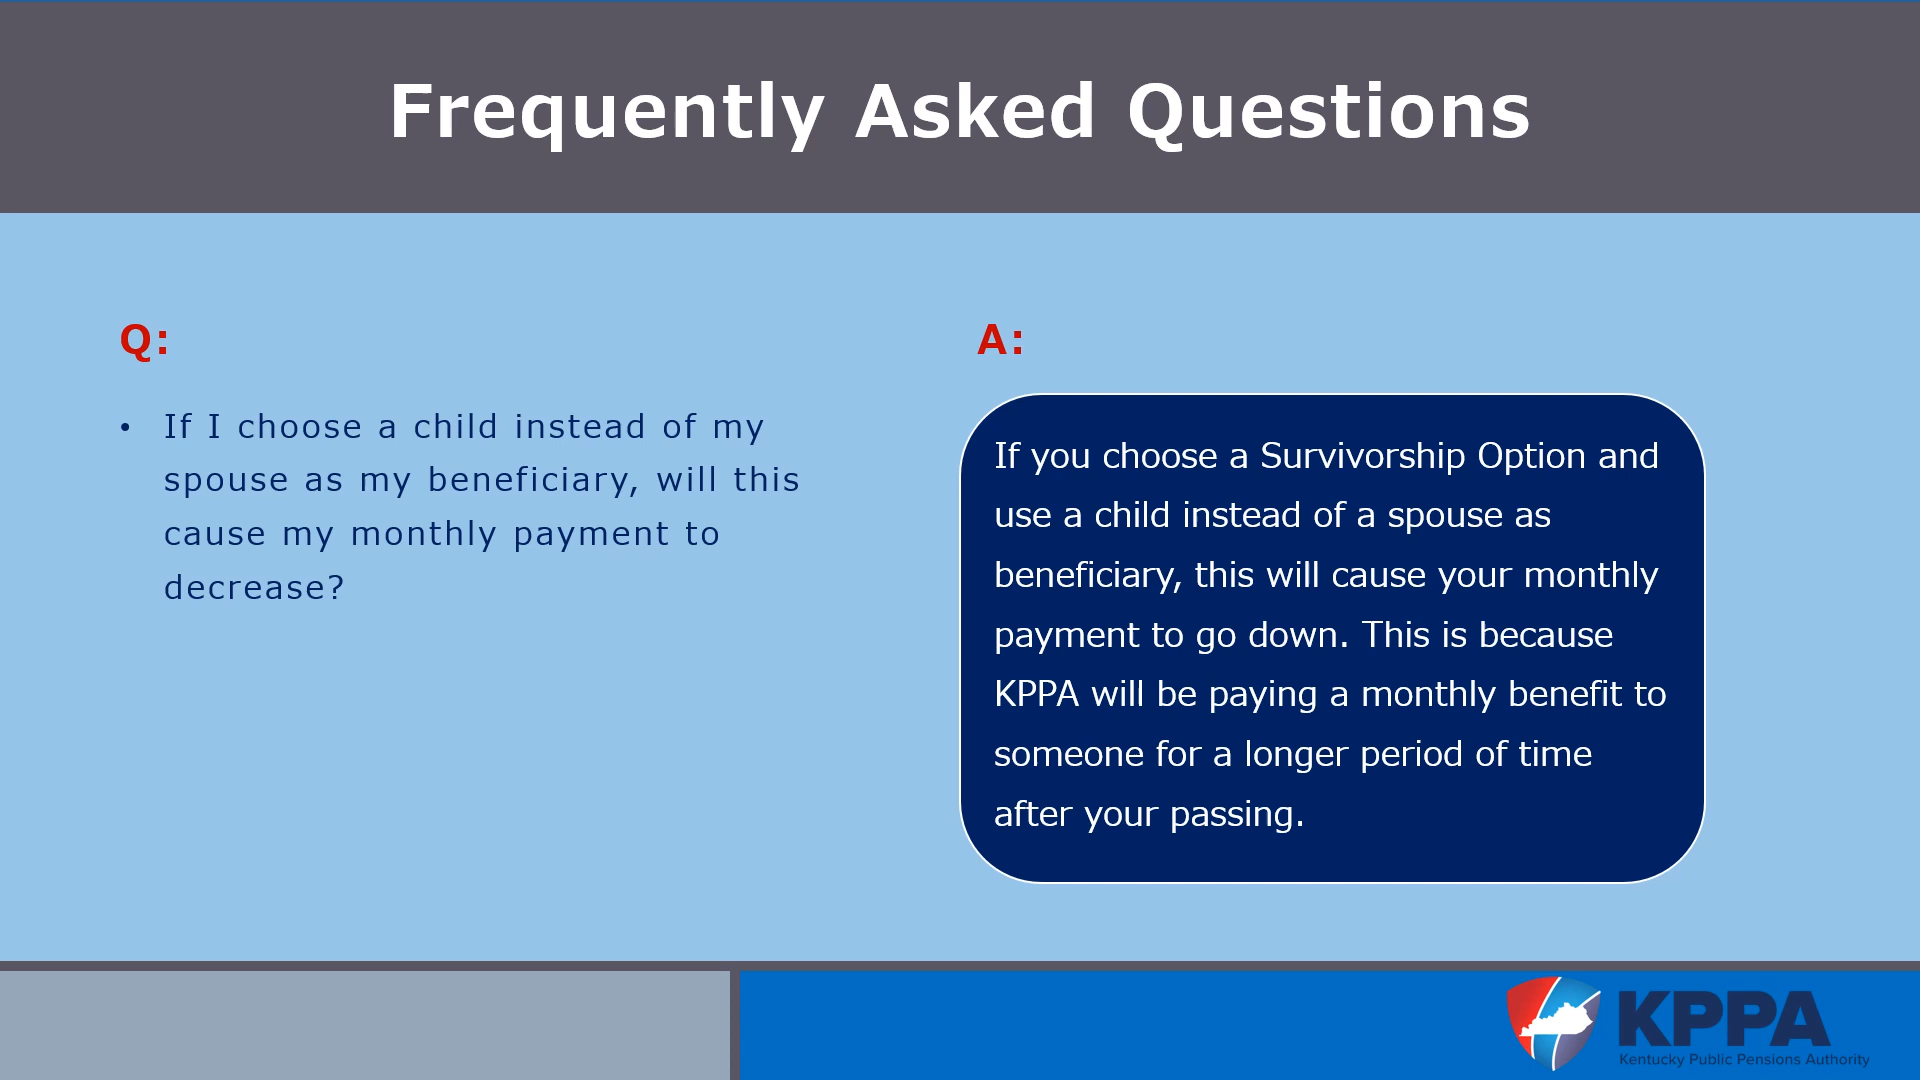 Frequently Asked Questions
Q:
• If I choose a child instead of my
spouse as my beneficiary, will this
cause my monthly payment to
decrease?
A:
If you choose a Survivorship Option and
use a child instead of a spouse as
beneficiary, this will cause your monthly
payment to go down. This is because
KPPA will be paying a monthly benefit to
someone for a longer period of time
after your passing.
KPPA
Kentucky Public Pensions Authority